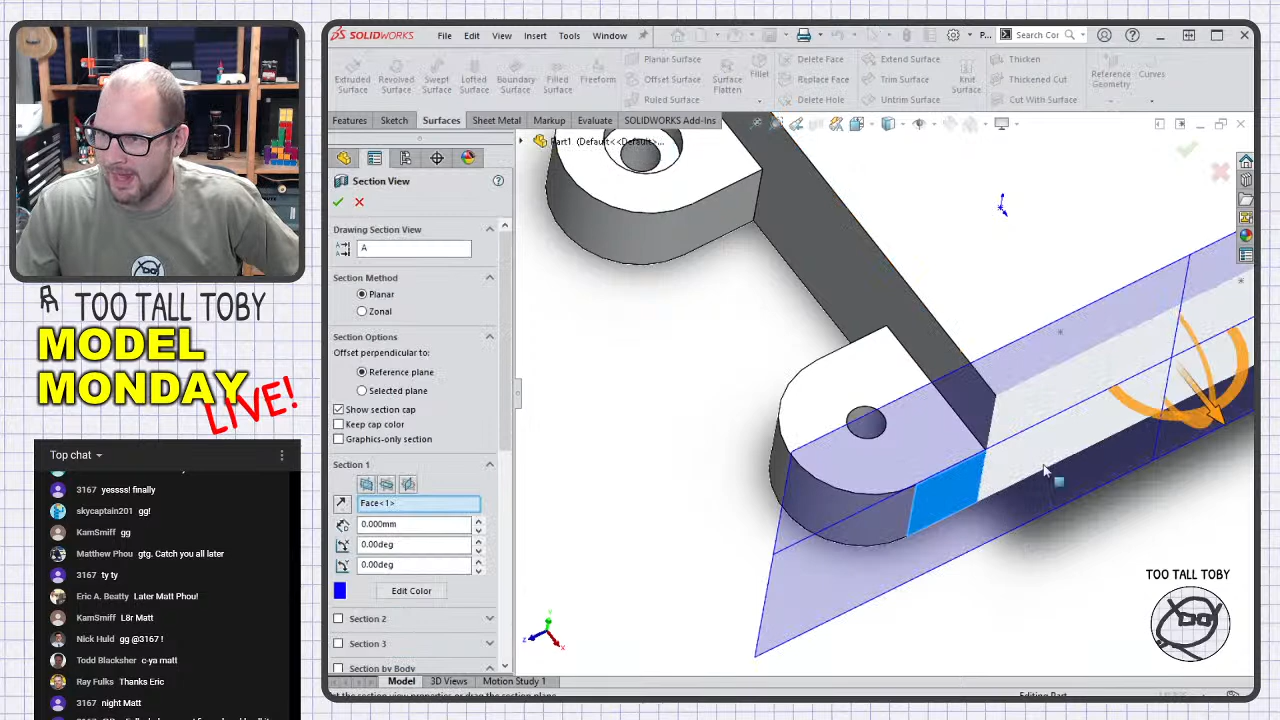 SOLIDWORKS
File
Edit
View
Insert
Tools
Window
P...
Search Cor
Extruded Surface
Revolved Surface
Swept Surface
Lofted Surface
Boundary Surface
Filled Surface
Freeform
Planar Surface
Offset Surface
Ruled Surface
Surface Flatten
Fillet
Delete Face
Replace Face
Delete Hole
Extend Surface
Trim Surface
Untrim Surface
Knit Surface
Thicken
Thickened Cut
Cut With Surface
Reference Geometry
Curves
Features
Sketch
Surfaces
Sheet Metal
Markup
Evaluate
SOLIDWORKS Add-Ins
Part1 (Default<<Default>...
Section View
Drawing Section View
A
Section Method
Planar
Zonal
Section Options
Offset perpendicular to:
Reference plane
Selected plane
Show section cap
Keep cap color
Graphics-only section
Section 1
Face<1>
0.000mm
0.00deg
0.00deg
Edit Color
Section 2
Section 3
Section by Body
Model
3D Views
Motion Study 1
Editing Part
TOO TALL TOBY
MODEL
MONDAY
LIVE!
Top chat
3167 yessss! finally
skycaptain201 gg!
KamSmiff gg
Matthew Phou gtg. Catch you all later
3167 ty ty
Eric A. Beatty Later Matt Phou!
KamSmiff L8r Matt
Nick Huld gg @3167 !
Todd Blacksher c-ya matt
Ray Fulks Thanks Eric
3167 night Matt
TOO TALL TOBY